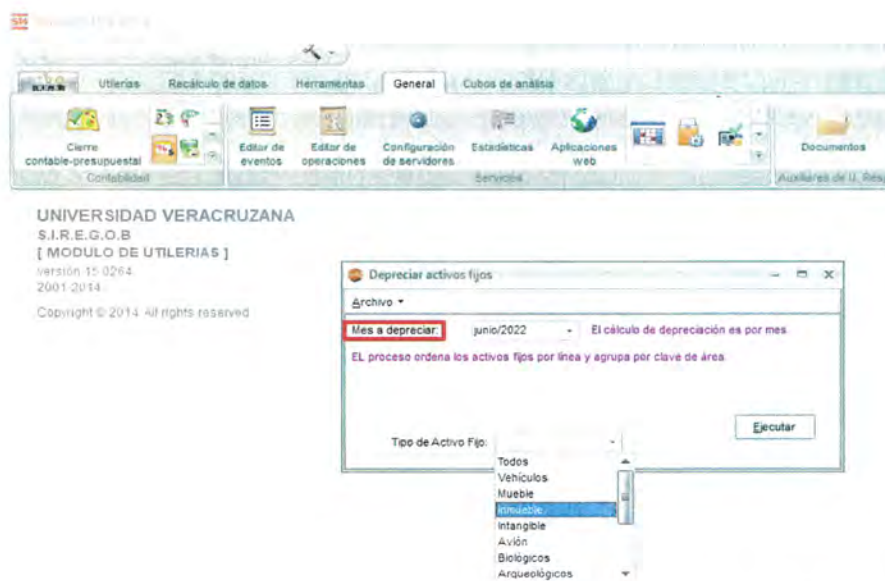 Utilerías Recálculo de datos Herramientas General Cubos de análisis
Cierre contable-presupuestal
Editor de eventos
Editor de operaciones
Configuración de servidores
Estadísticas
Aplicaciones web
Documentos
Contabilidad
Servicios
Auxiliares de U. Res
UNIVERSIDAD VERACRUZANA
S.I.R.E.G.O.B
[ MODULO DE UTILERIAS ]
versión 15.0264
2001-2014
Copyright © 2014 All rights reserved
Depreciar activos fijos
Archivo
Mes a depreciar: junio/2022 El cálculo de depreciación es por mes
EL proceso ordena los activos fijos por línea y agrupa por clave de área.
Ejecutar
Tipo de Activo Fijo:
Todos
Vehículos
Mueble
Inmueble
Intangible
Avión
Biológicos
Arqueológicos